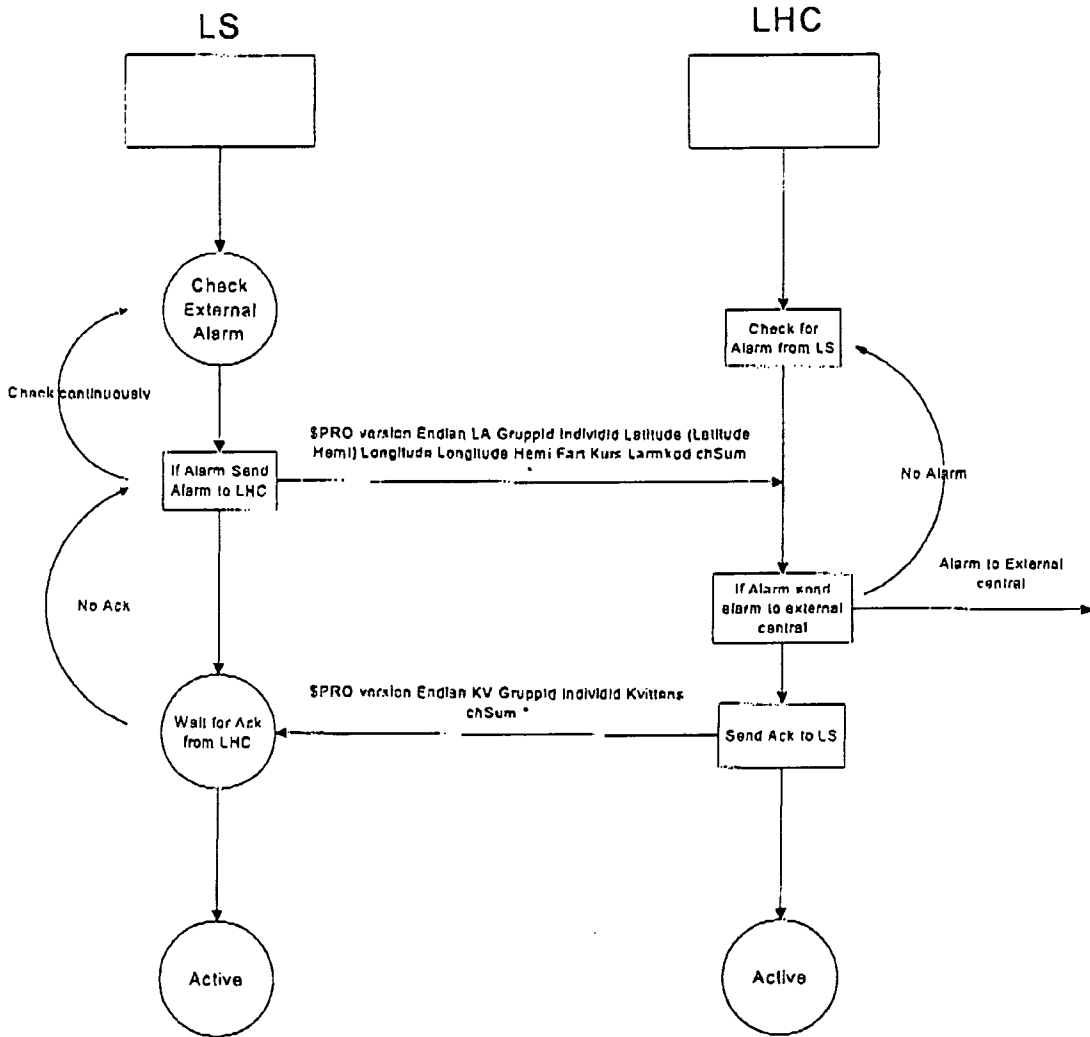 LS
LHC
Check
External
Alarm
Check for
Alarm from LS
Check continuously
$PRO version Endian LA Gruppid Individid Latitude (Latitude
Hemi) Longitude Longitude Hemi Fart Kurs Larmkod chSum
*
If Alarm Send
Alarm to LHC
No Alarm
Alarm to External
central
If Alarm send
alarm to external
central
No Ack
$PRO version Endian KV Gruppid Individid Kvittens
chSum *
Wait for Ack
from LHC
Send Ack to LS
Active
Active